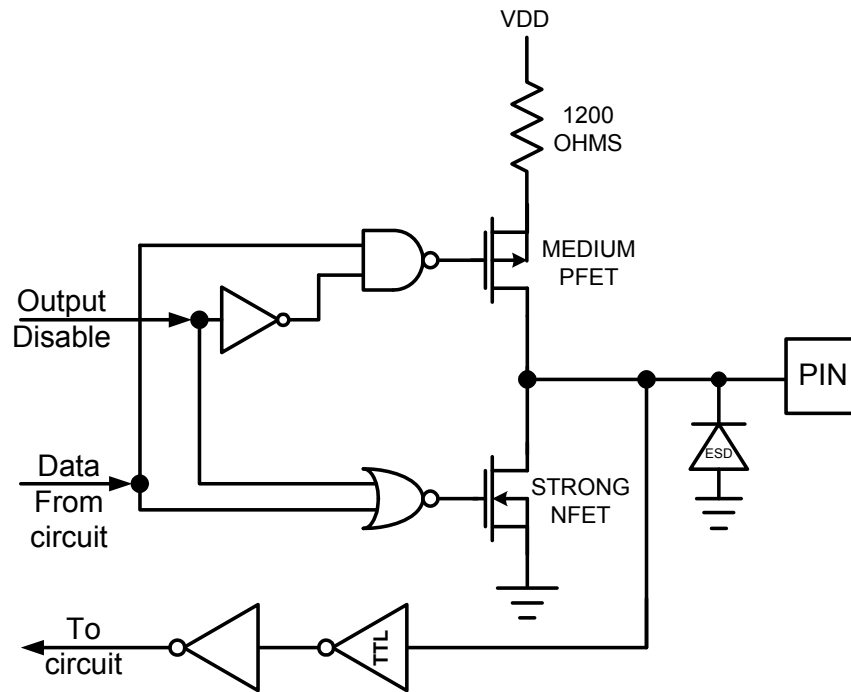 VDD
1200
OHMS
MEDIUM
PFET
Output
Disable
PIN
ESD
Data
From
circuit
STRONG
NFET
To
circuit
TTL